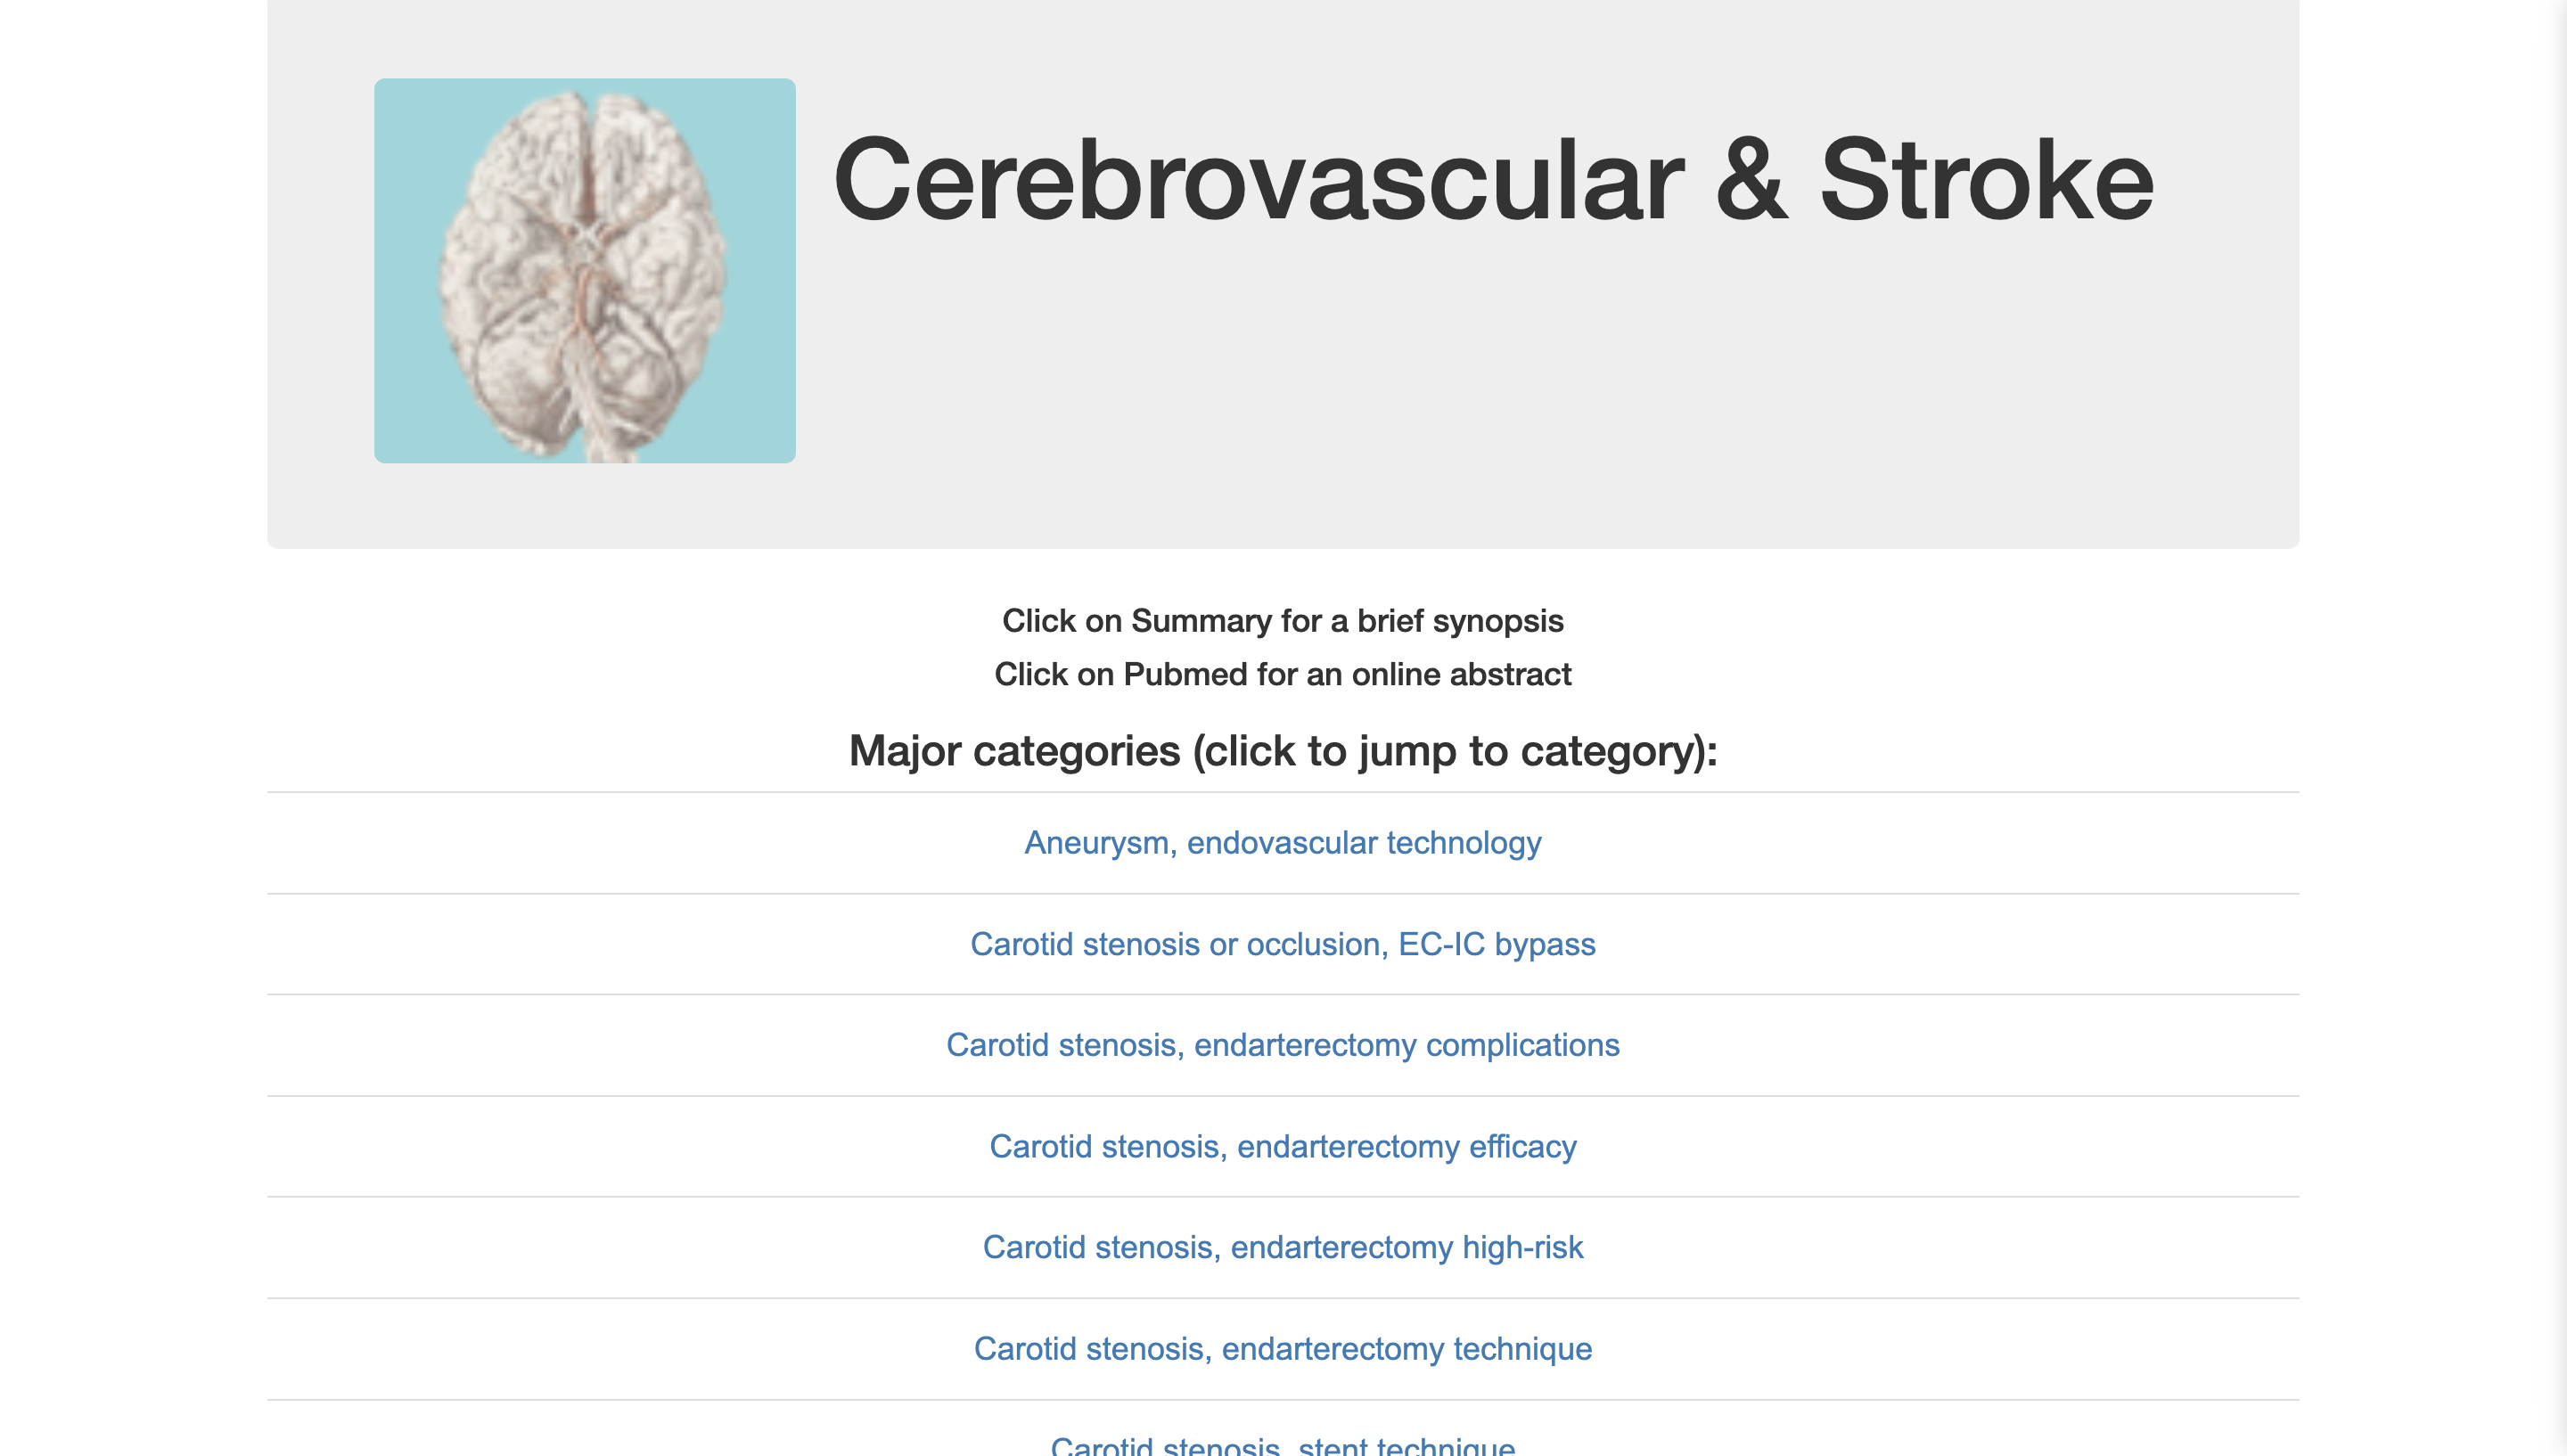 Cerebrovascular & Stroke
Click on Summary for a brief synopsis
Click on Pubmed for an online abstract
Major categories (click to jump to category):
Aneurysm, endovascular technology
Carotid stenosis or occlusion, EC-IC bypass
Carotid stenosis, endarterectomy complications
Carotid stenosis, endarterectomy efficacy
Carotid stenosis, endarterectomy high-risk
Carotid stenosis, endarterectomy technique
Carotid stenosis, stent technique